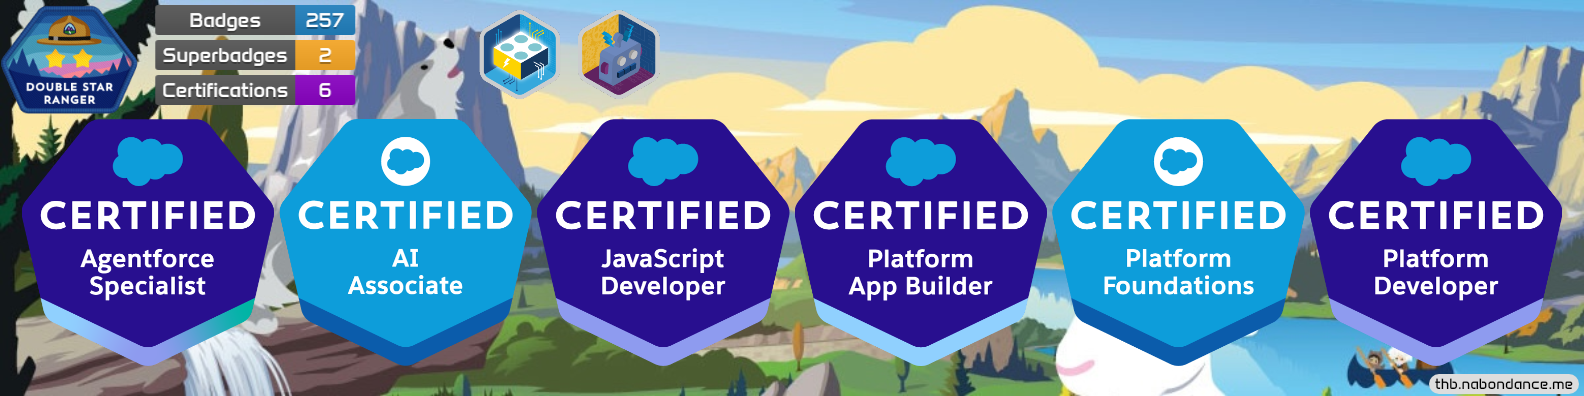 Badges 257
Superbadges 2
Certifications 6
DOUBLE STAR
RANGER
CERTIFIED
Agentforce
Specialist
CERTIFIED
AI
Associate
CERTIFIED
JavaScript
Developer
CERTIFIED
Platform
App Builder
CERTIFIED
Platform
Foundations
CERTIFIED
Platform
Developer
thb.nabondance.me